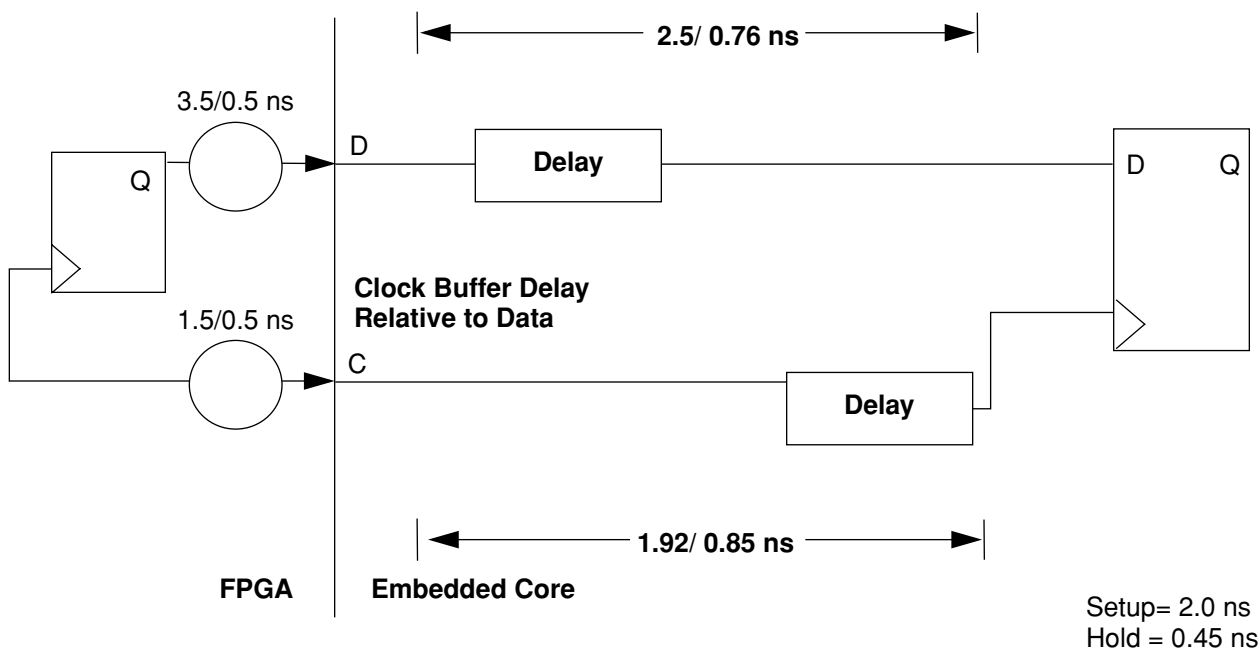 2.5/ 0.76 ns
3.5/0.5 ns
D
Delay
D Q
Q
Clock Buffer Delay
Relative to Data
1.5/0.5 ns
C
Delay
1.92/ 0.85 ns
FPGA Embedded Core
Setup= 2.0 ns
Hold = 0.45 ns